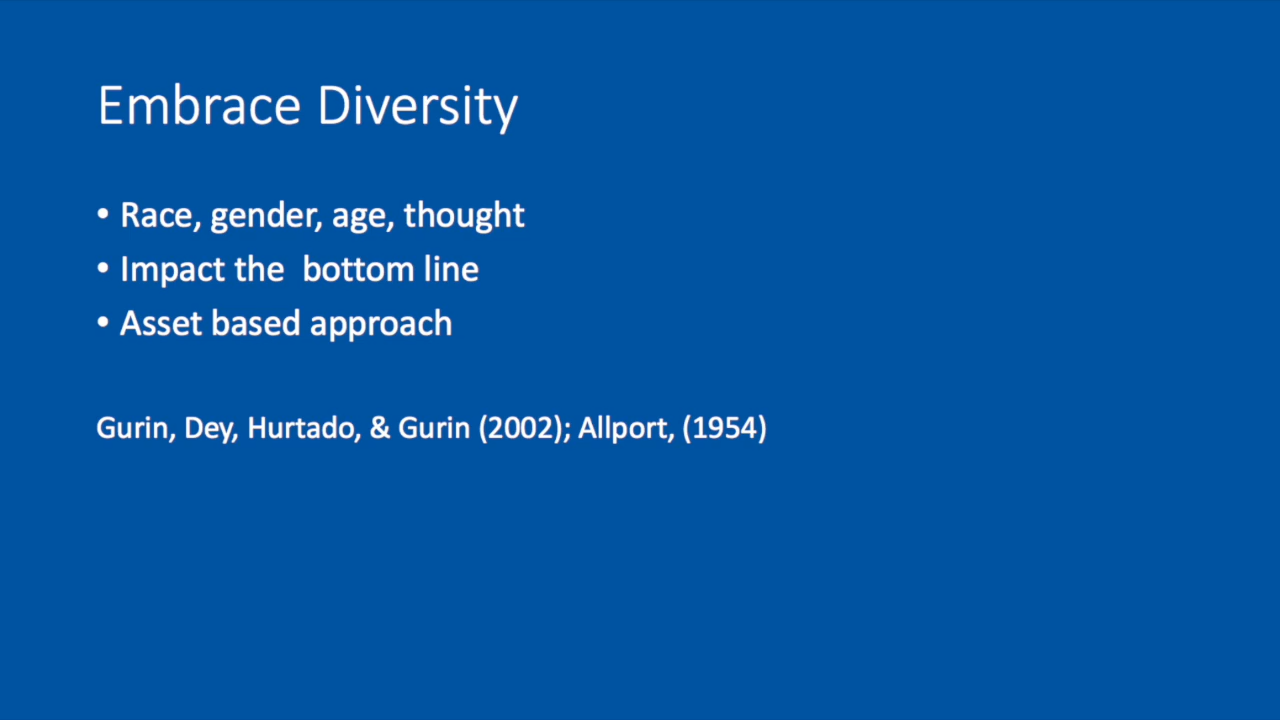 Embrace Diversity
• Race, gender, age, thought
• Impact the  bottom line
• Asset based approach
Gurin, Dey, Hurtado, & Gurin (2002); Allport, (1954)